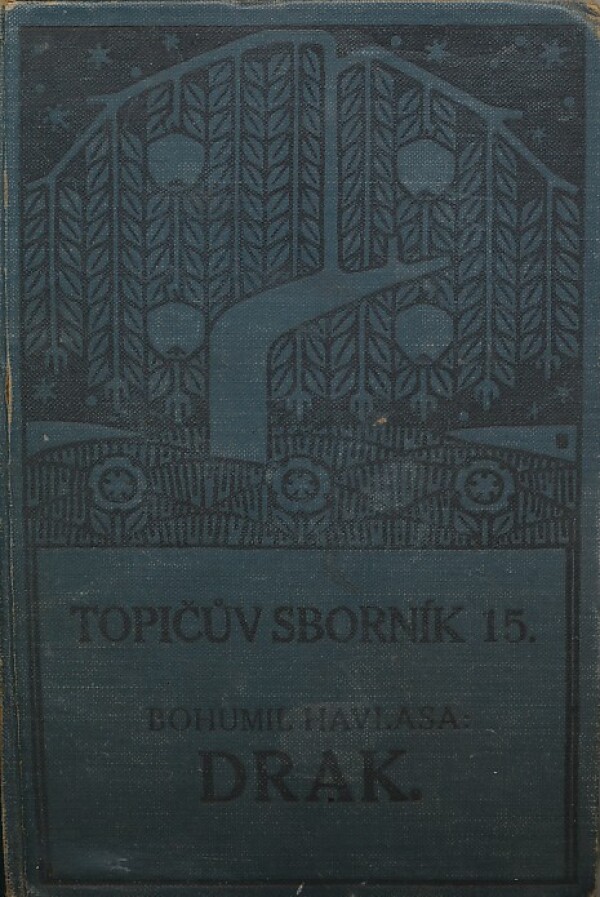 TOPIČŮV SBORNÍK 15.
BOHUMIL HAVLASA:
DRAK.